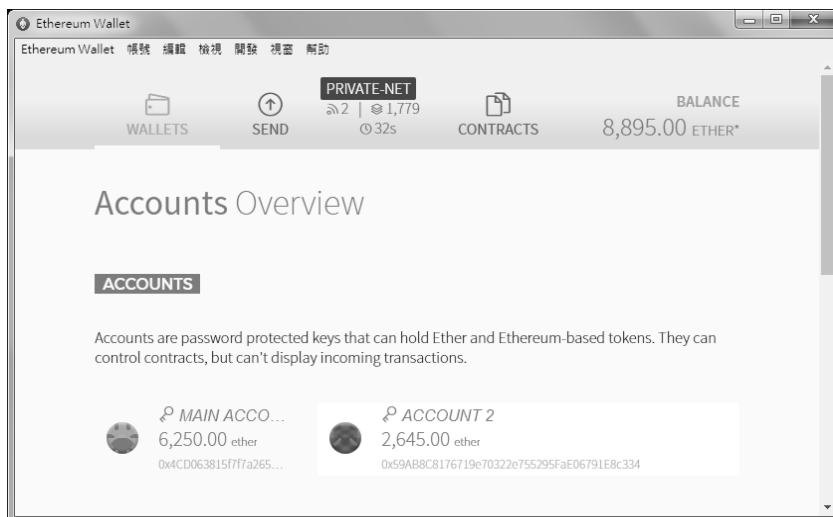 Ethereum Wallet
Ethereum Wallet 帳號 編輯 檢視 開發 視窗 幫助
PRIVATE-NET
2 | 1,779
32s
WALLETS
SEND
CONTRACTS
BALANCE
8,895.00 ETHER*
Accounts Overview
ACCOUNTS
Accounts are password protected keys that can hold Ether and Ethereum-based tokens. They can
control contracts, but can't display incoming transactions.
MAIN ACCO...
6,250.00 ether
0x4CD063815f7f7a265...
ACCOUNT 2
2,645.00 ether
0x59AB8C8176719e70322e755295FaE06791E8c334